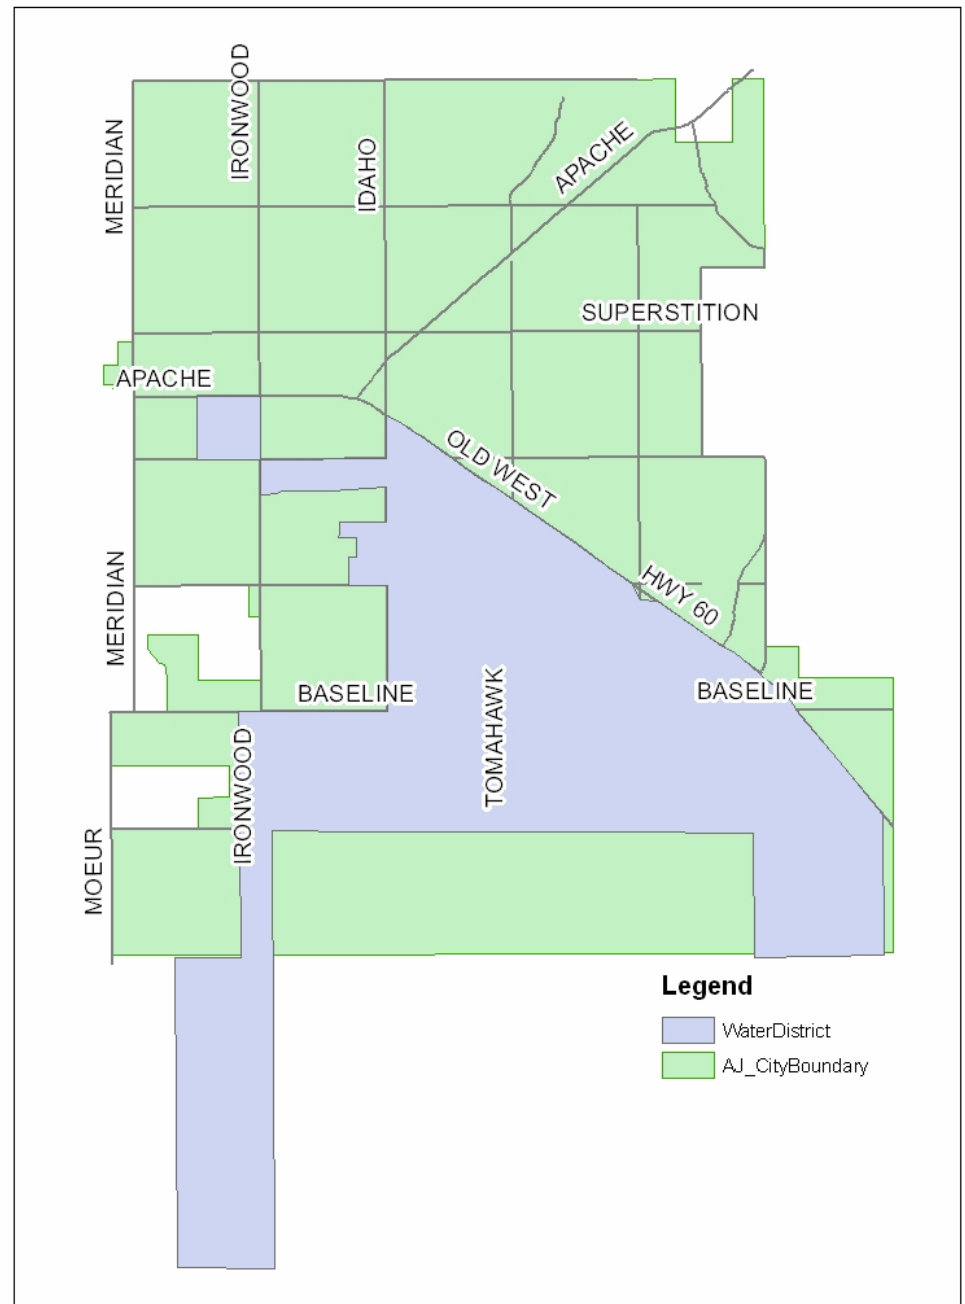 IRONWOOD
MERIDIAN
IDAHO
APACHE
SUPERSTITION
APACHE
OLD WEST
HWY 60
MERIDIAN
BASELINE
TOMAHAWK
BASELINE
IRONWOOD
MOEUR
Legend
WaterDistrict
AJ_CityBoundary